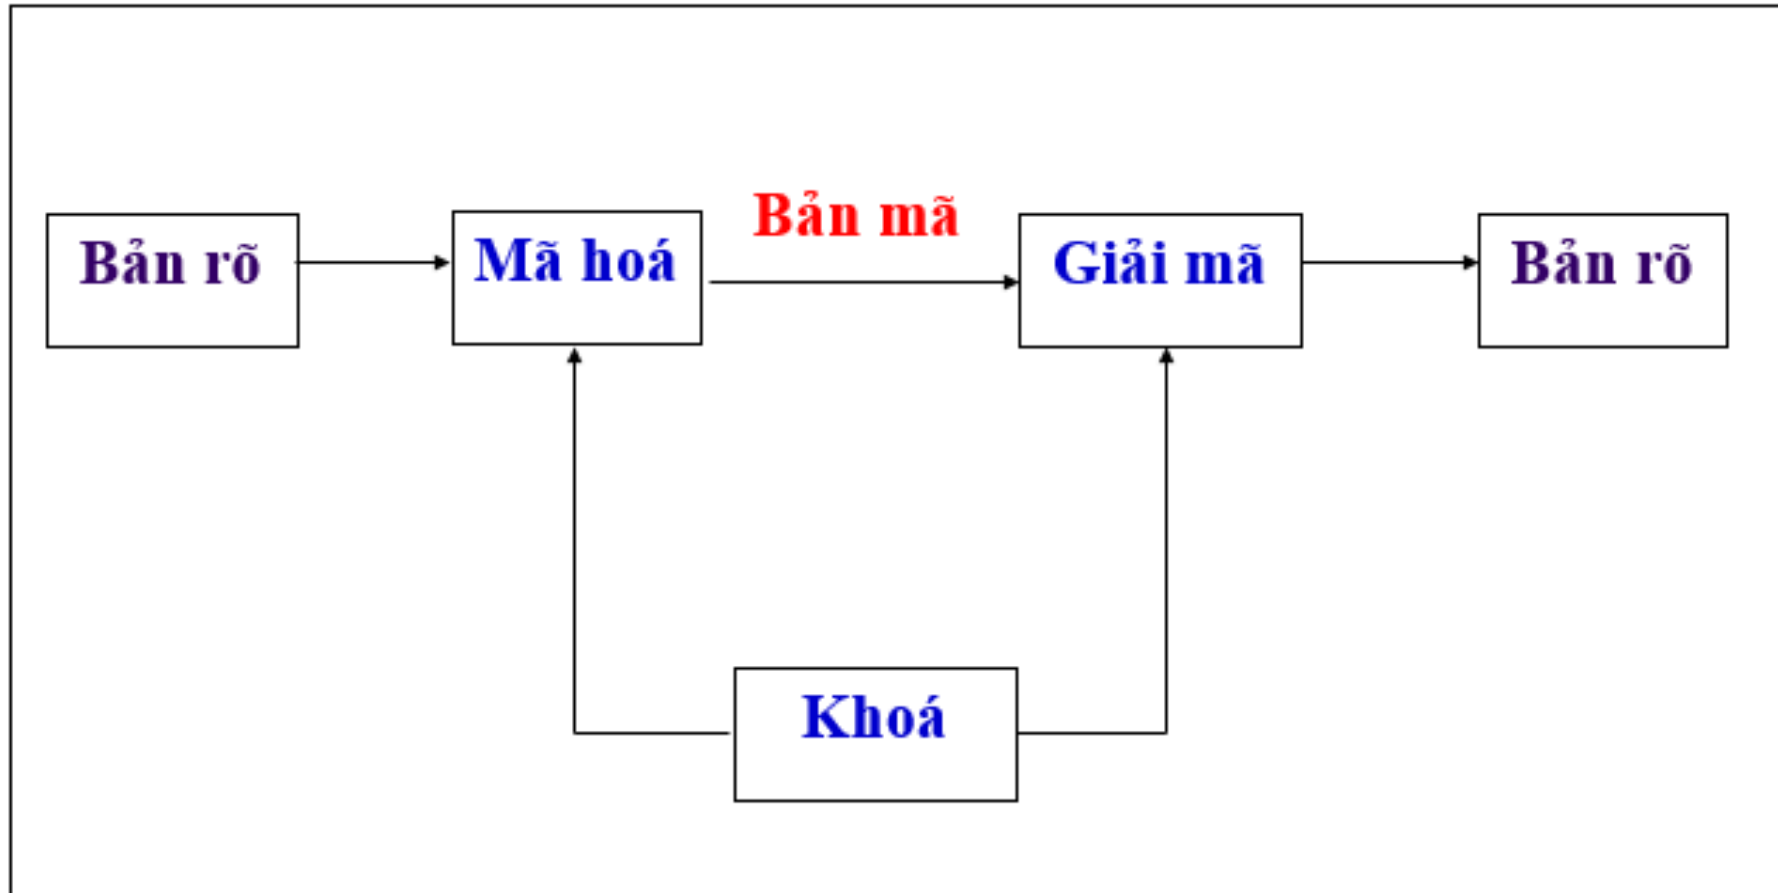 Bản rõ
Mã hoá
Bản mã
Giải mã
Bản rõ
Khoá